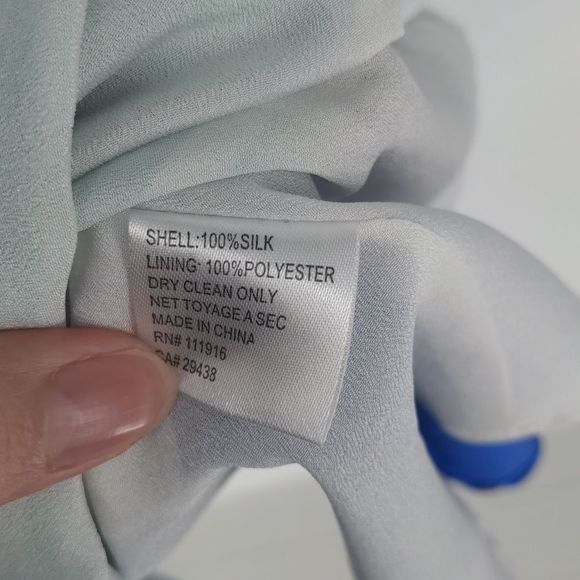 SHELL:100%SILK
LINING: 100%POLYESTER
DRY CLEAN ONLY
NET TOYAGE A SEC
MADE IN CHINA
RN# 111916
CA# 29438